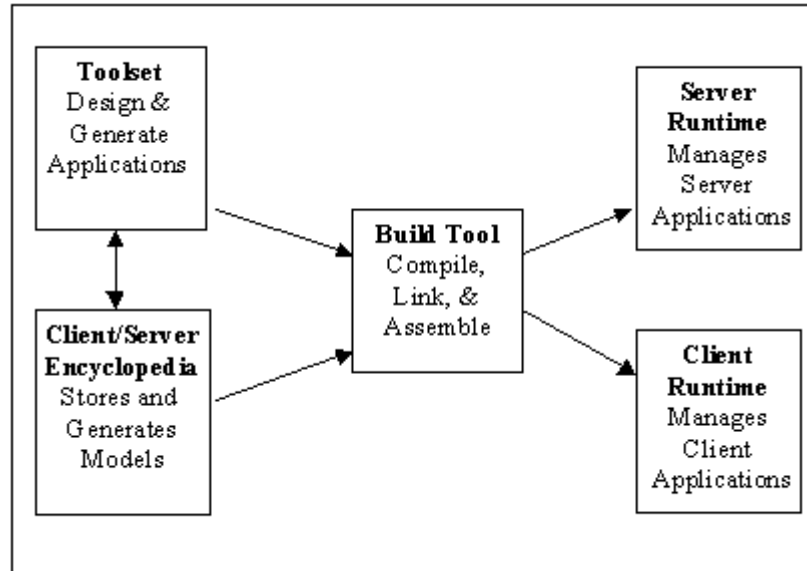 Toolset
Design &
Generate
Applications
Client/Server
Encyclopedia
Stores and
Generates
Models
Build Tool
Compile,
Link, &
Assemble
Server
Runtime
Manages
Server
Applications
Client
Runtime
Manages
Client
Applications